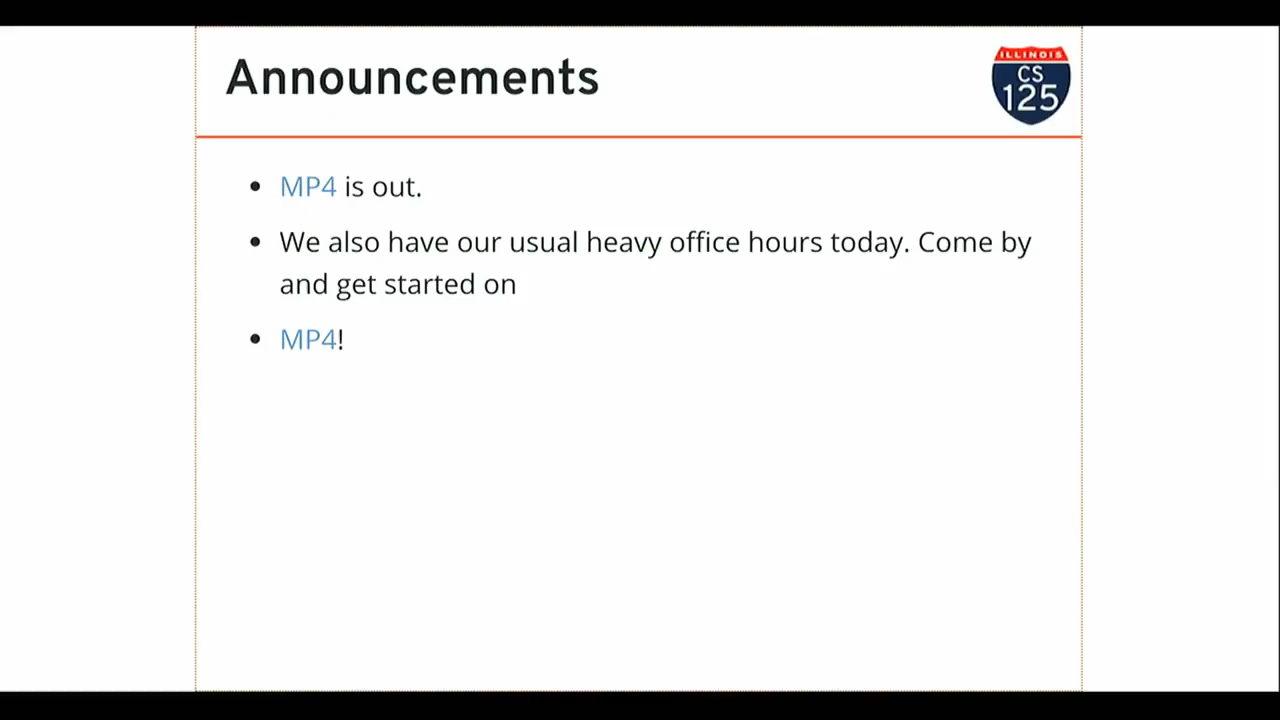 Announcements
ILLINOIS
CS
125
• MP4 is out.
• We also have our usual heavy office hours today. Come by
and get started on
• MP4!